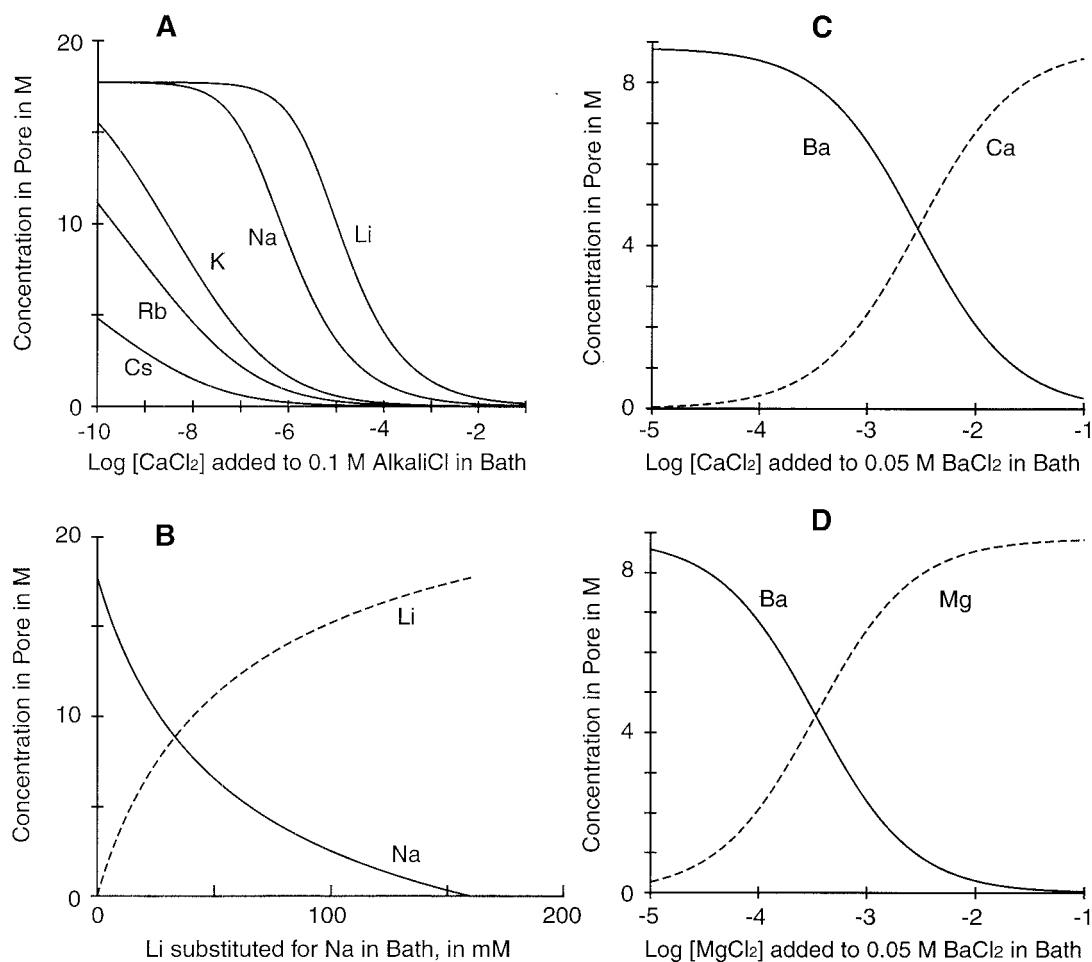 A
20
10
0
Concentration in Pore in M
Cs
Rb
K
Na
Li
-10
-8
-6
-4
-2
Log [CaCl2] added to 0.1 M AlkaliCl in Bath
C
8
4
0
Concentration in Pore in M
Ba
Ca
-5
-4
-3
-2
-1
Log [CaCl2] added to 0.05 M BaCl2 in Bath
B
20
10
0
Concentration in Pore in M
Li
Na
0
100
200
Li substituted for Na in Bath, in mM
D
8
4
0
Concentration in Pore in M
Ba
Mg
-5
-4
-3
-2
-1
Log [MgCl2] added to 0.05 M BaCl2 in Bath